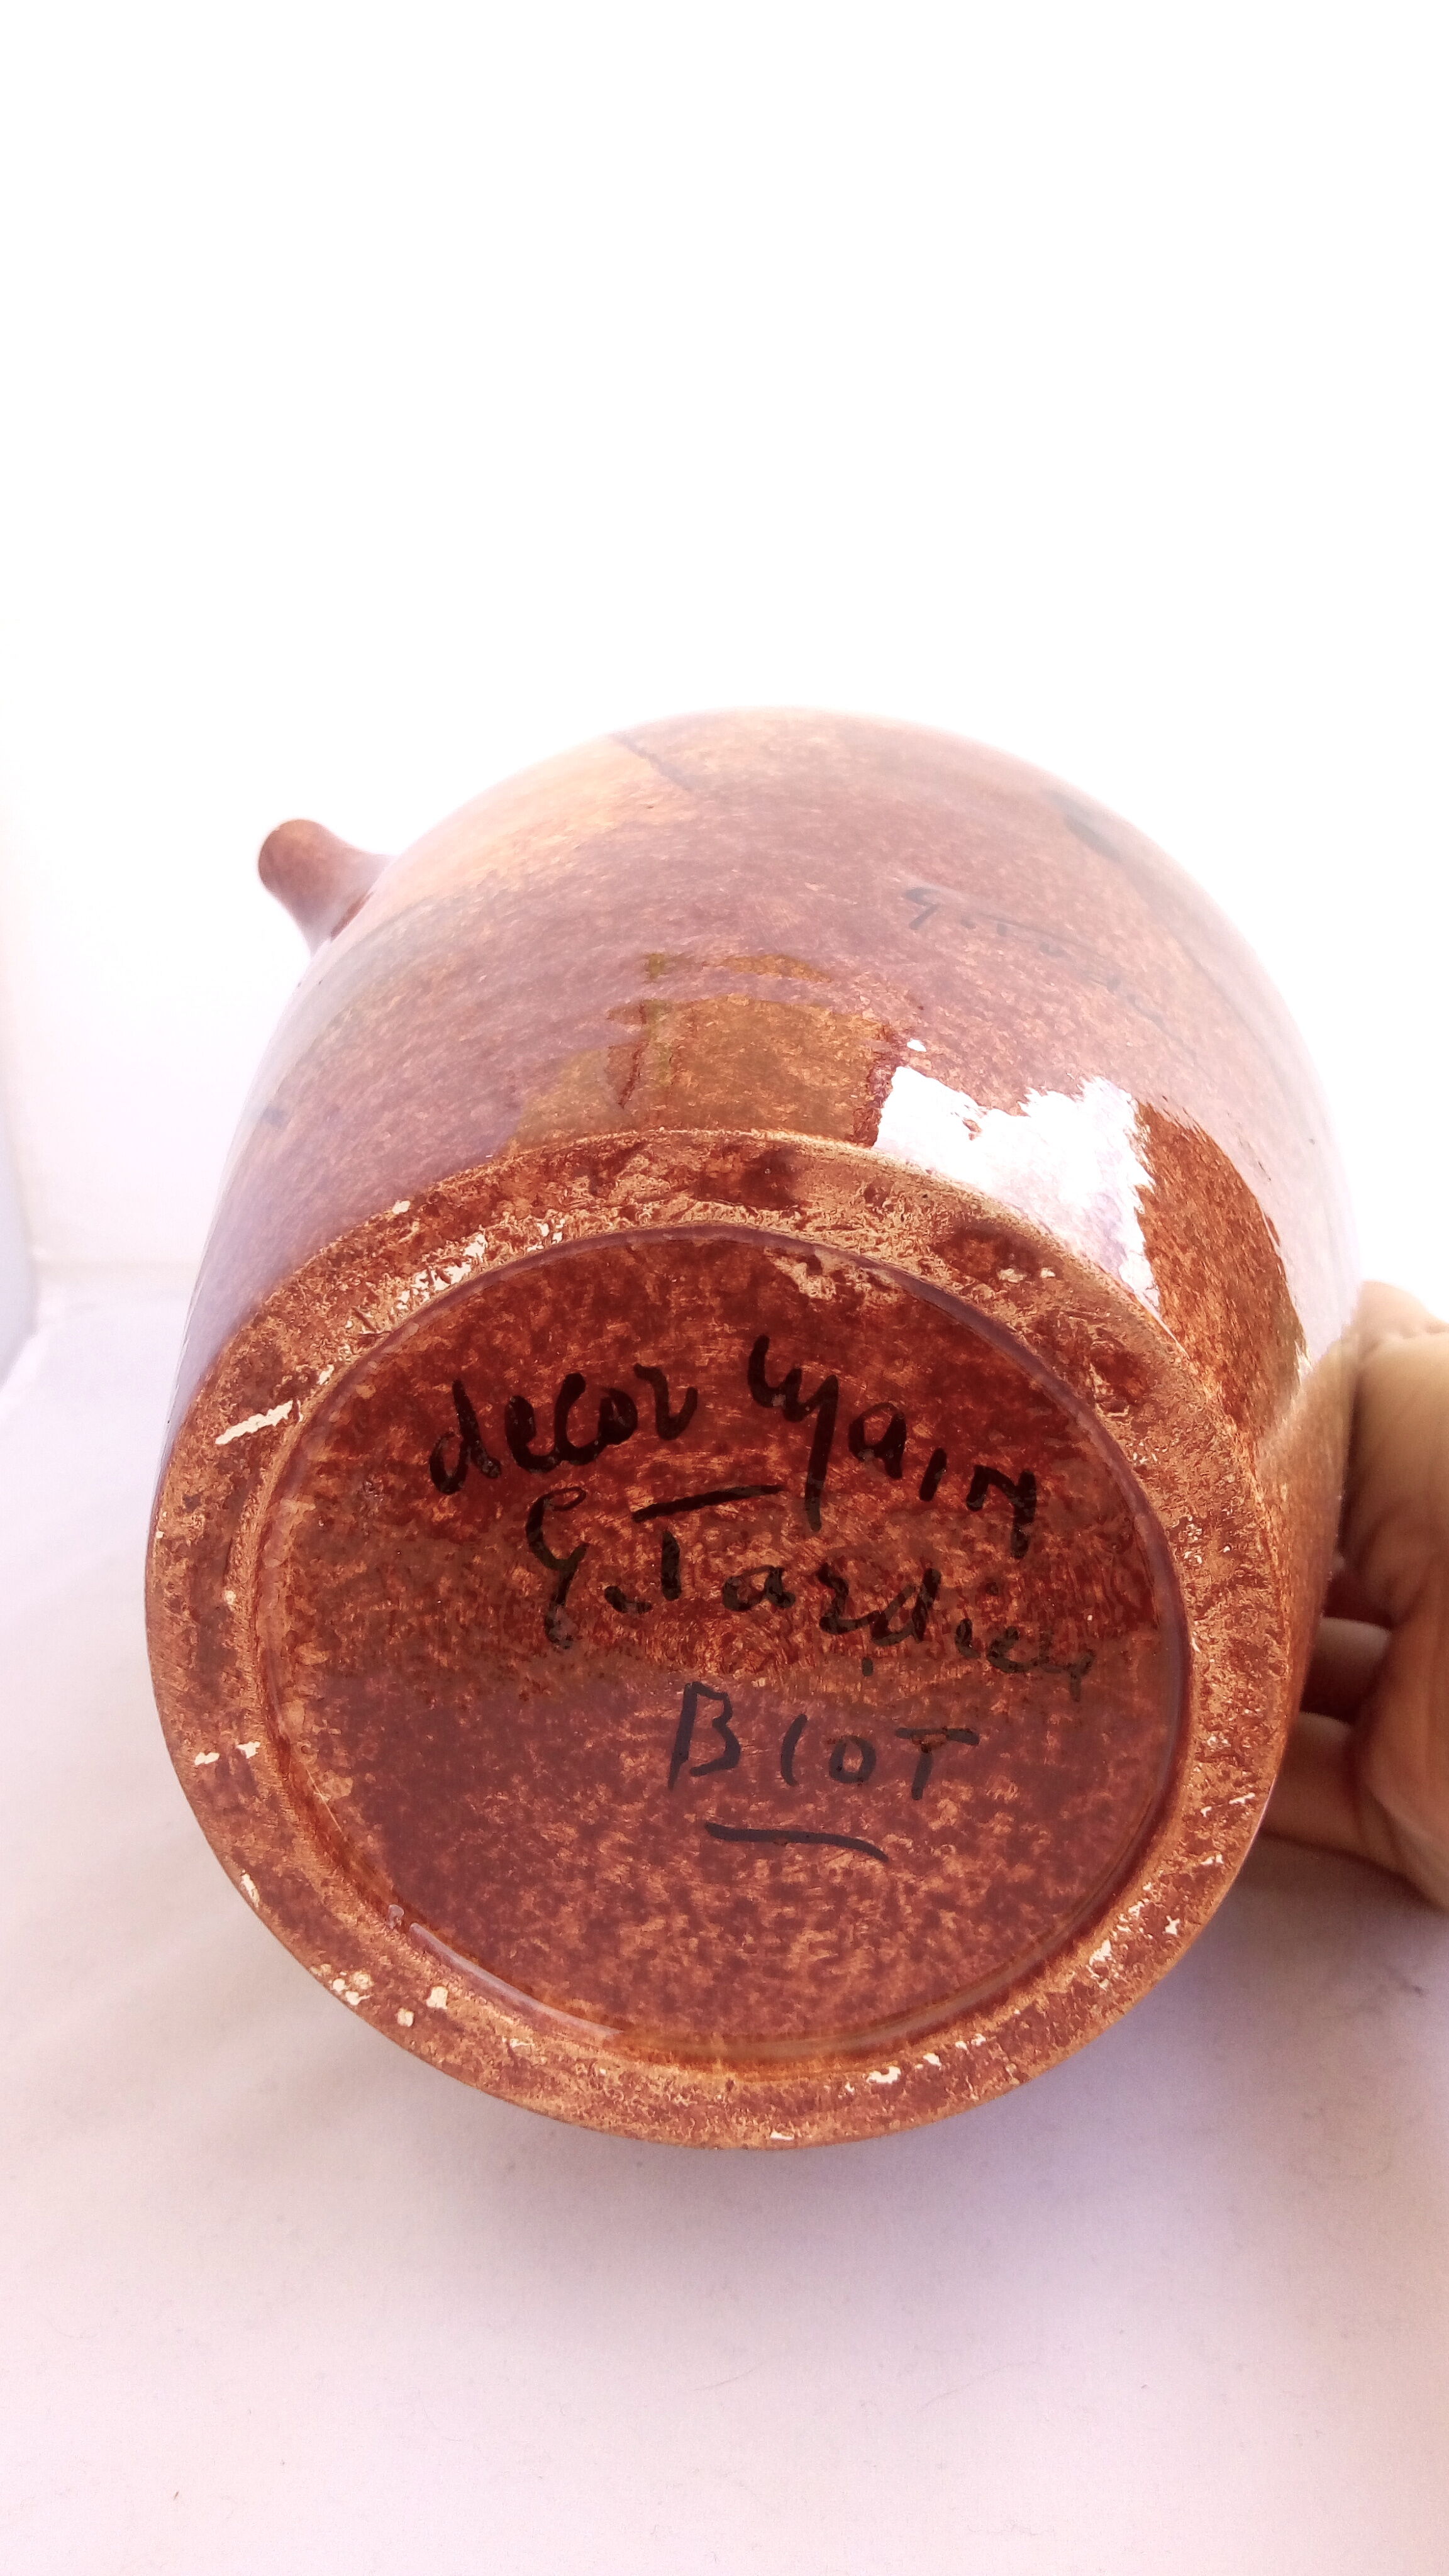 decor main
G. Tardieu
BIOT